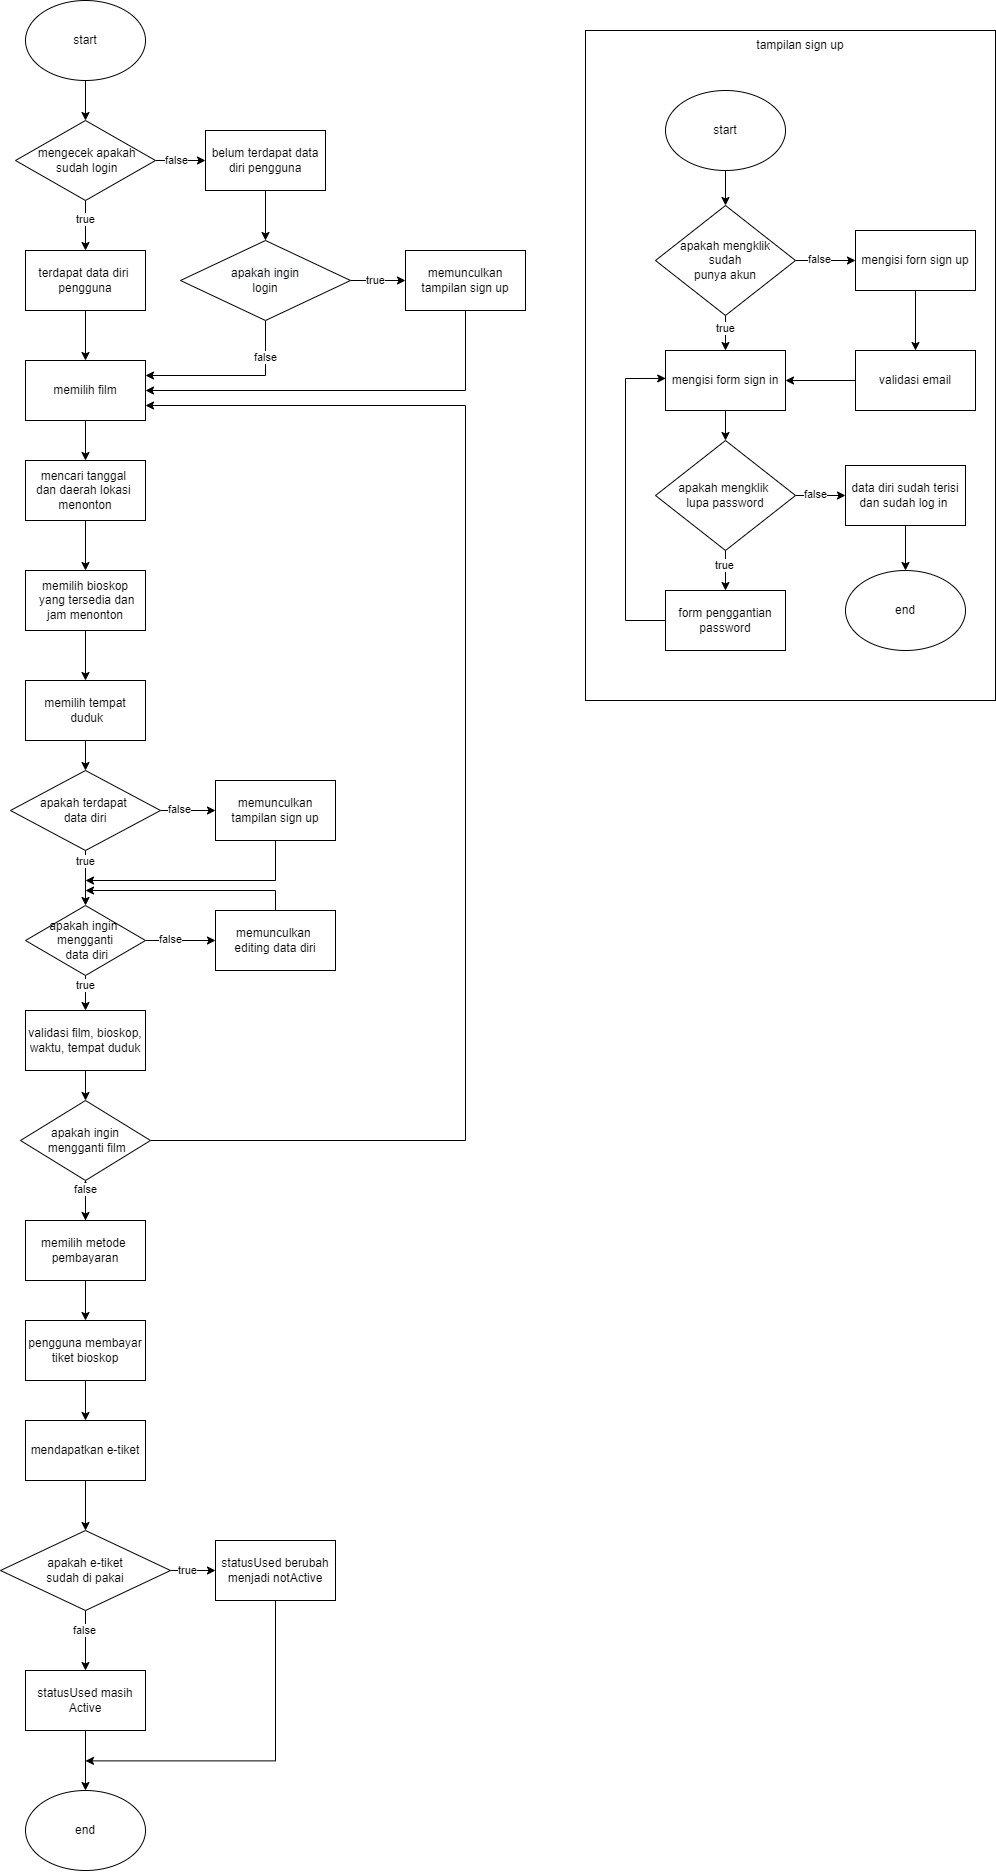 start
mengecek apakah
sudah login
false
belum terdapat data
diri pengguna
true
terdapat data diri
pengguna
apakah ingin
login
true
memunculkan
tampilan sign up
false
memilih film
mencari tanggal
dan daerah lokasi
menonton
memilih bioskop
yang tersedia dan
jam menonton
memilih tempat
duduk
apakah terdapat
data diri
false
memunculkan
tampilan sign up
true
apakah ingin
mengganti
data diri
false
memunculkan
editing data diri
true
validasi film, bioskop,
waktu, tempat duduk
apakah ingin
mengganti film
false
memilih metode
pembayaran
pengguna membayar
tiket bioskop
mendapatkan e-tiket
apakah e-tiket
sudah di pakai
true
statusUsed berubah
menjadi notActive
false
statusUsed masih
Active
end
tampilan sign up
start
apakah mengklik
sudah
punya akun
false
mengisi forn sign up
true
mengisi form sign in
validasi email
apakah mengklik
lupa password
false
data diri sudah terisi
dan sudah log in
true
form penggantian
password
end